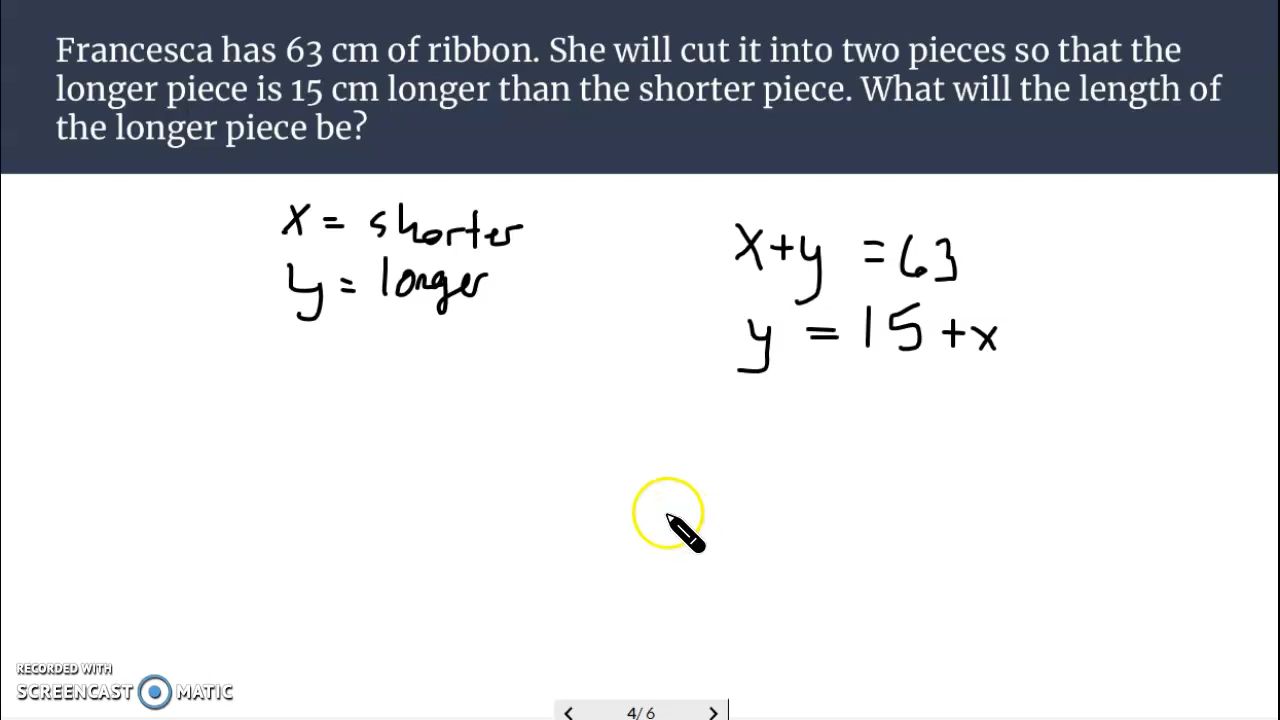 Francesca has 63 cm of ribbon. She will cut it into two pieces so that the
longer piece is 15 cm longer than the shorter piece. What will the length of
the longer piece be?
x = shorter
y = longer
x+y = 63
y = 15 +x
RECORDED WITH
SCREENCAST MATIC
4/6